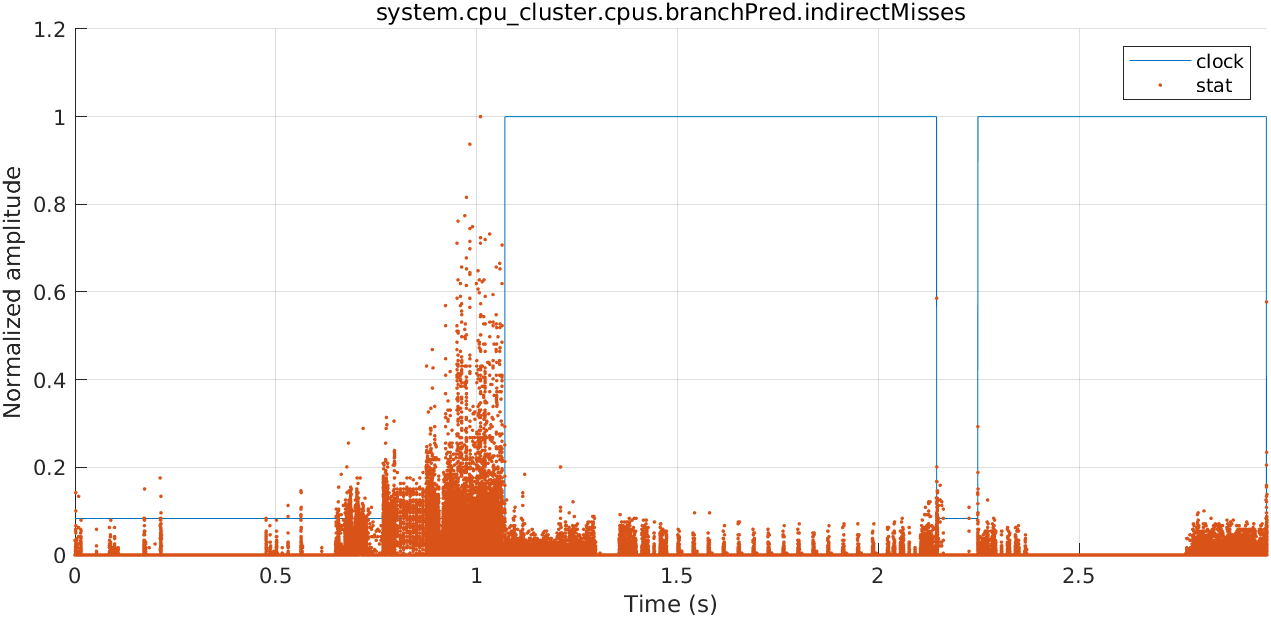 system.cpu_cluster.cpus.branchPred.indirectMisses
1.2
1
0.8
0.6
0.4
0.2
0
Normalized amplitude
clock
stat
0 0.5 1 1.5 2 2.5
Time (s)